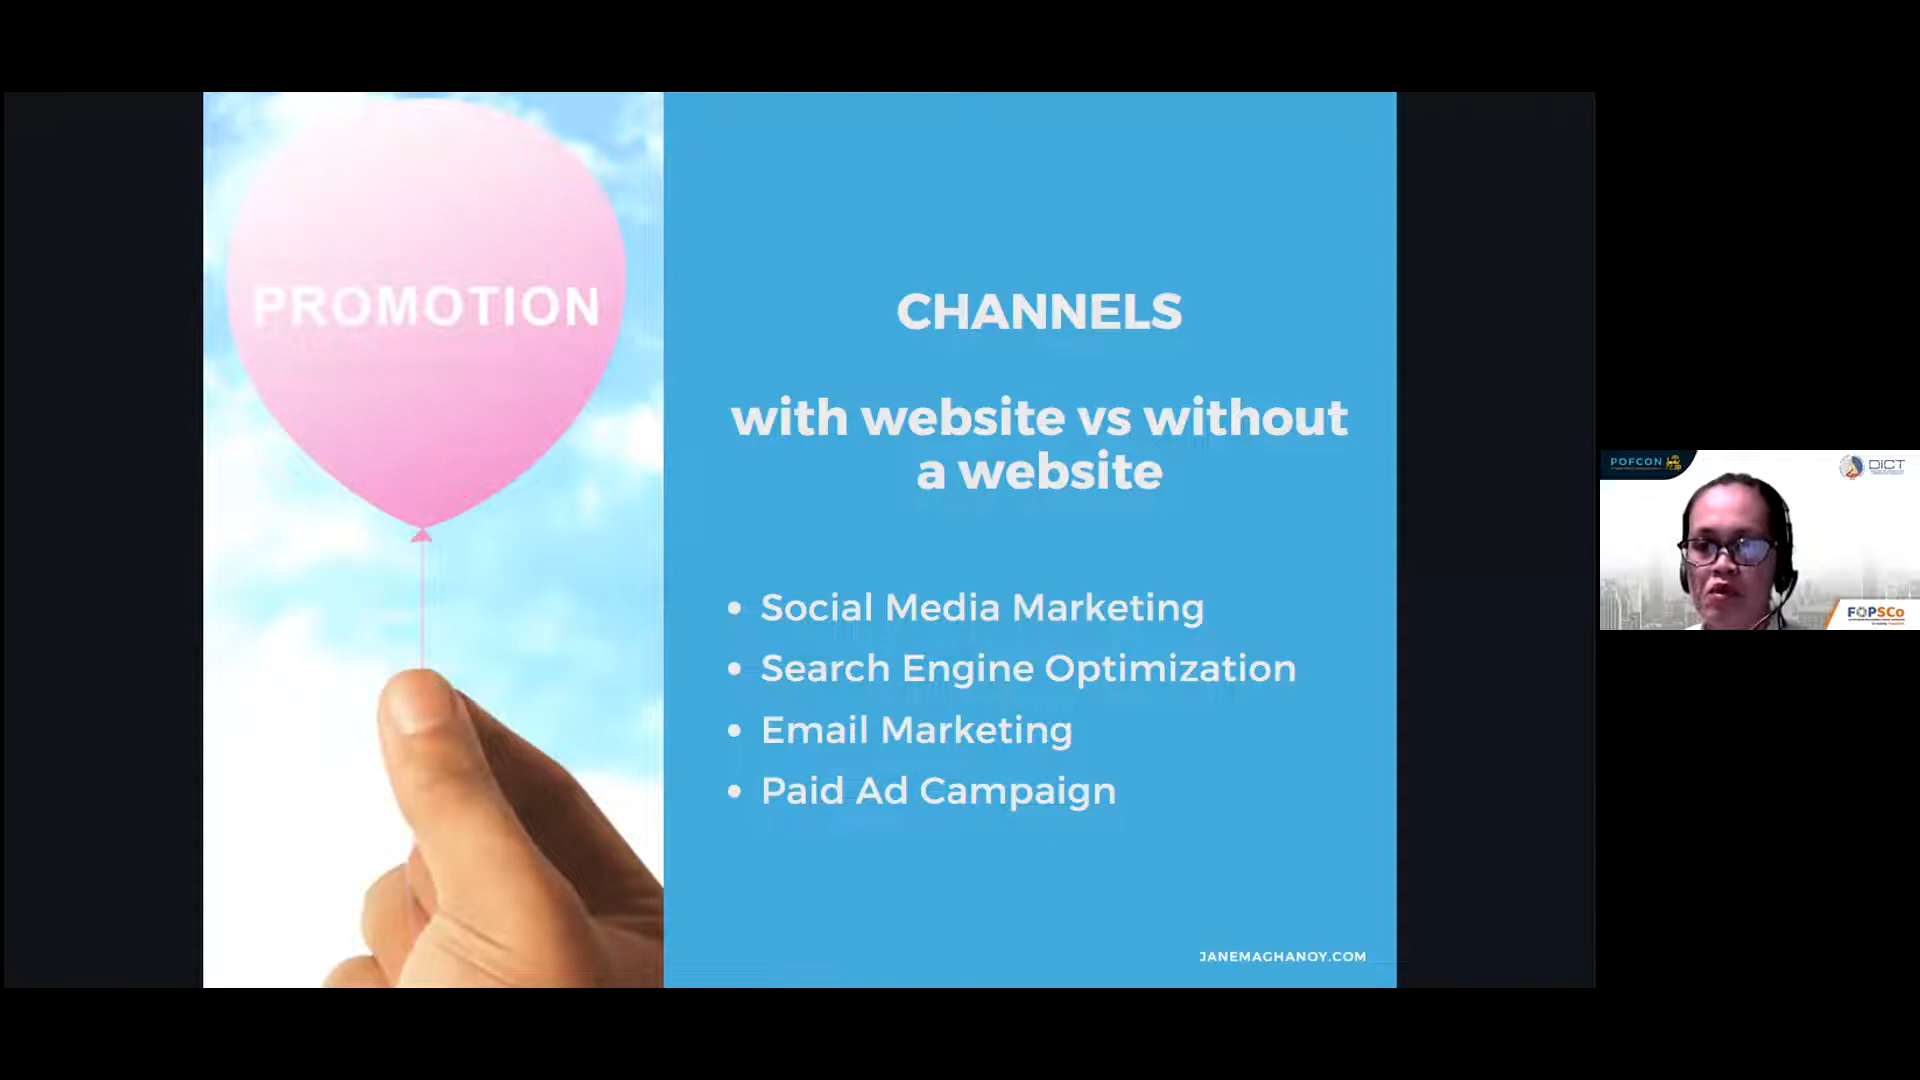 PROMOTION
CHANNELS
with website vs without
a website
• Social Media Marketing
• Search Engine Optimization
• Email Marketing
• Paid Ad Campaign
JANEMAGHANOY.COM
POFCON
DICT
FOPSCo